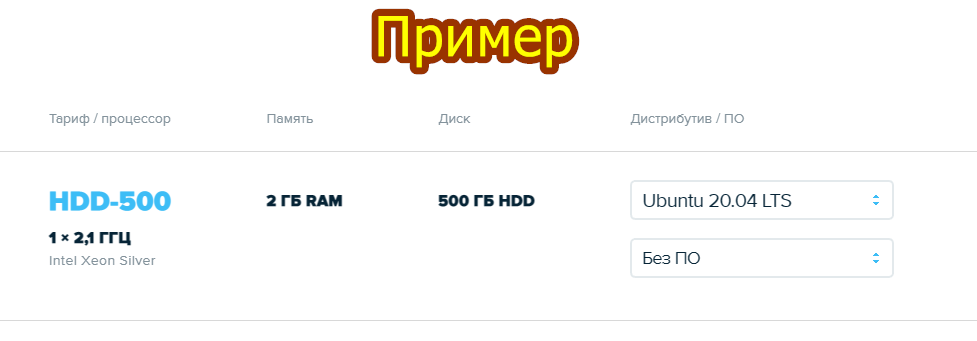 Пример
Тариф / процессор Память Диск Дистрибутив / ПО
HDD-500 2 ГБ RAM 500 ГБ HDD Ubuntu 20.04 LTS
1 × 2,1 ГГЦ
Intel Xeon Silver Без ПО